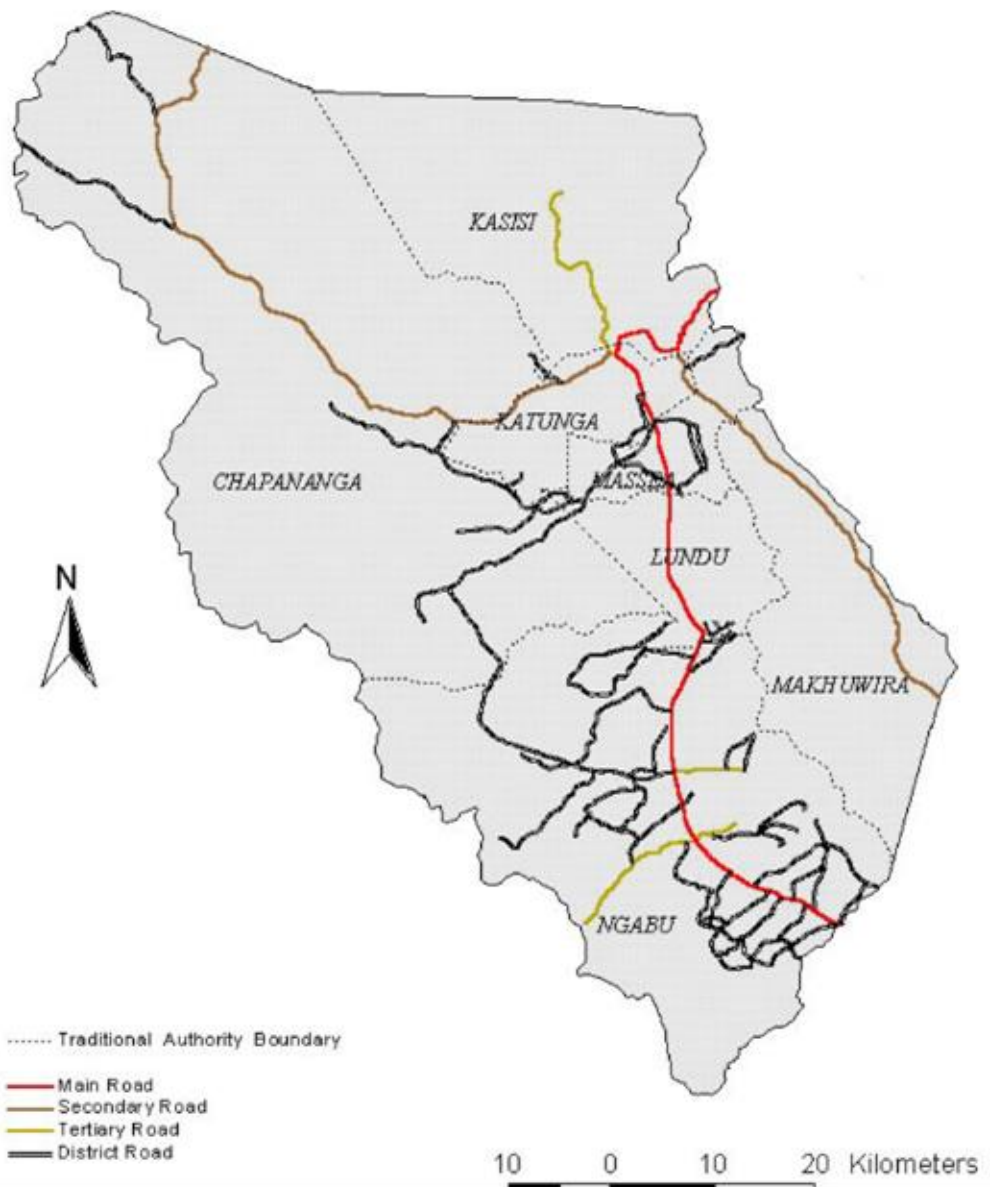 KASISI
KATUNGA
CHAPANANGA
MASSEA
LUNDU
N
MAKHUWIRA
NGABU
Traditional Authority Boundary
Main Road
Secondary Road
Tertiary Road
District Road
10 0 10 20 Kilometers